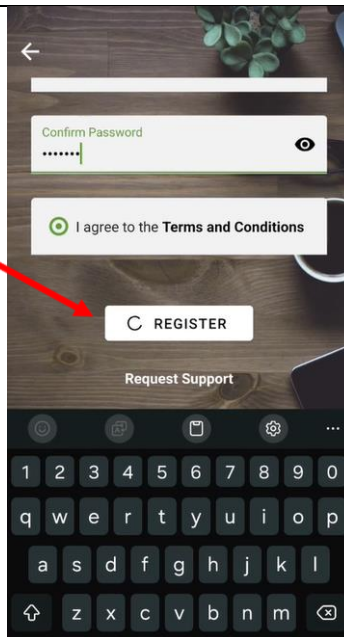 Confirm Password
•••••••
I agree to the Terms and Conditions
REGISTER
Request Support
1 2 3 4 5 6 7 8 9 0
q w e r t y u i o p
a s d f g h j k l
z x c v b n m